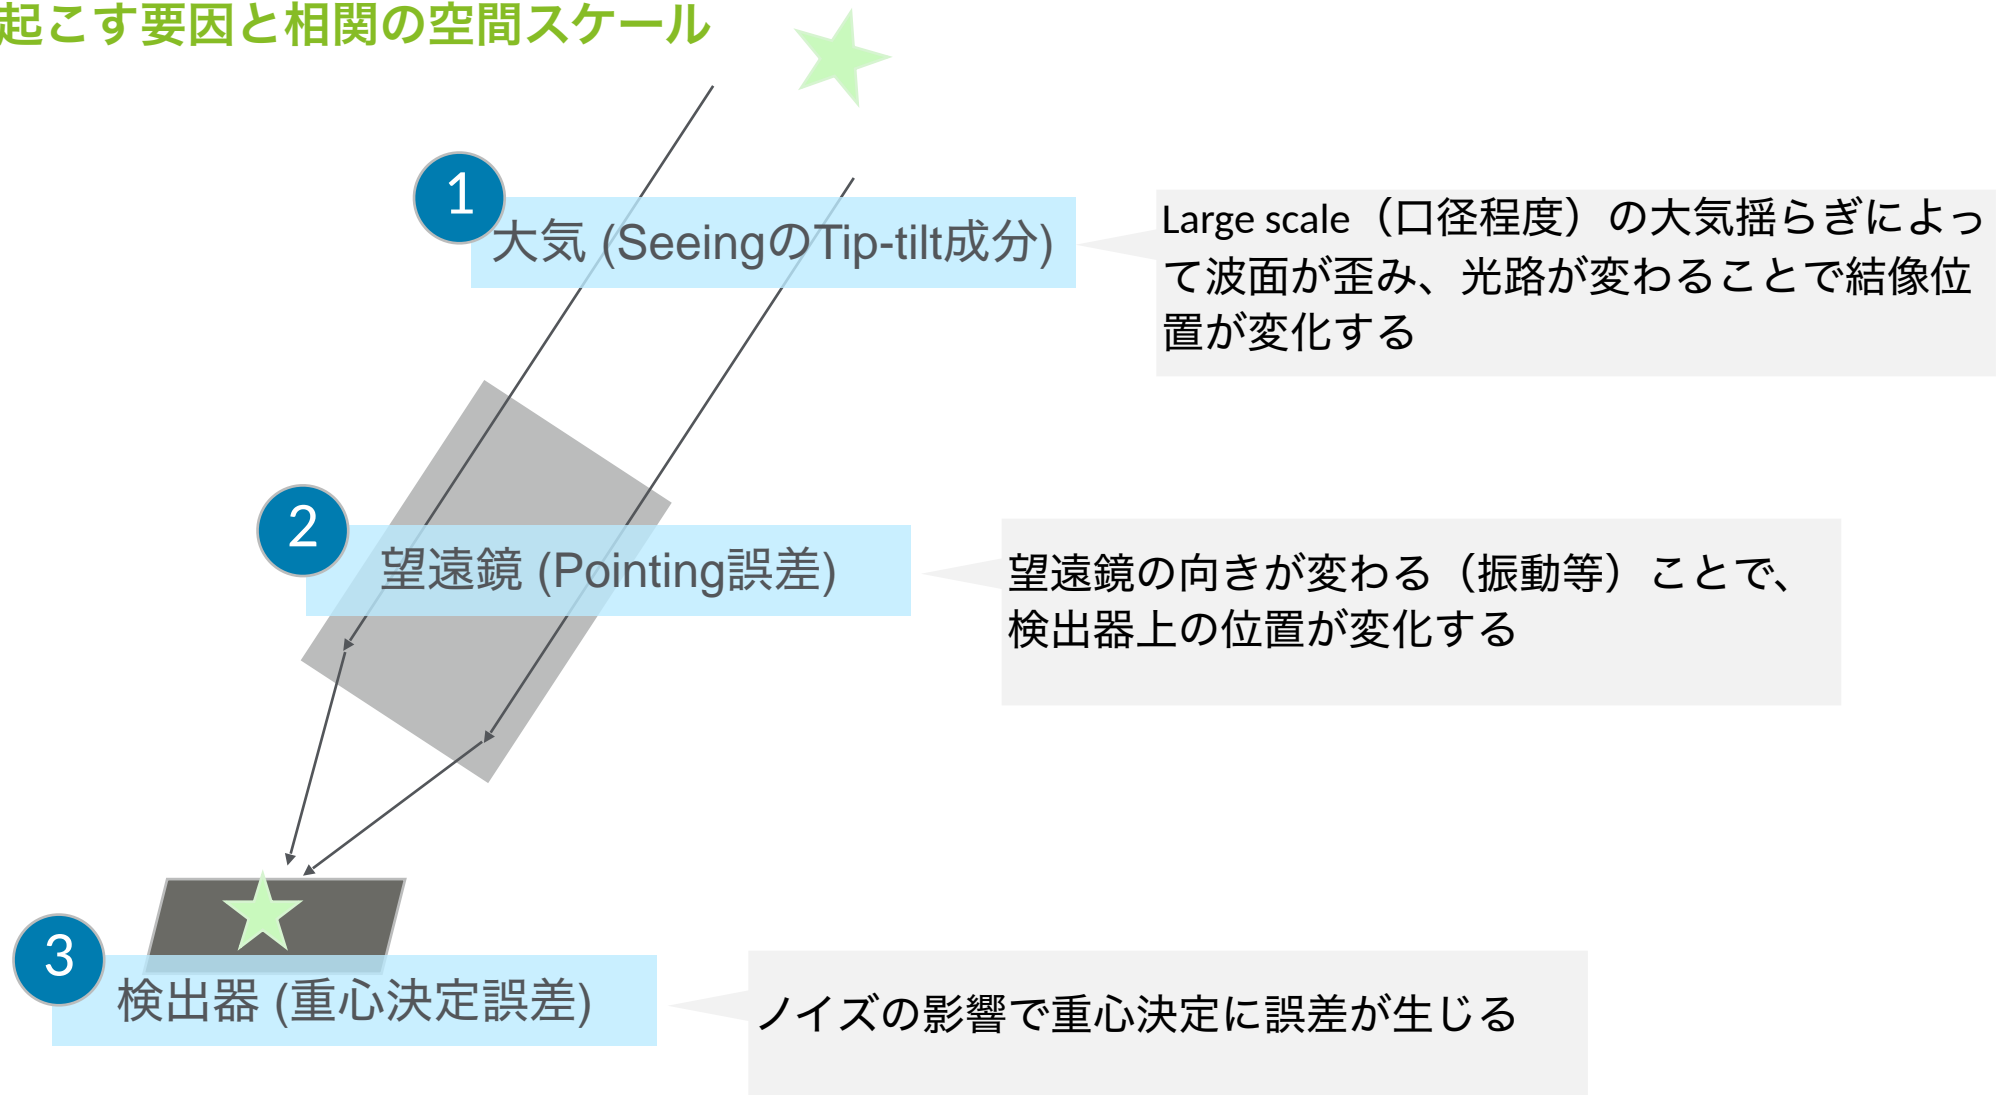 起こす要因と相関の空間スケール
1
大気 (SeeingのTip-tilt成分)
Large scale（口径程度）の大気揺らぎによっ
て波面が歪み、光路が変わることで結像位
置が変化する
2
望遠鏡 (Pointing誤差)
望遠鏡の向きが変わる（振動等）ことで、
検出器上の位置が変化する
3
検出器 (重心決定誤差)
ノイズの影響で重心決定に誤差が生じる